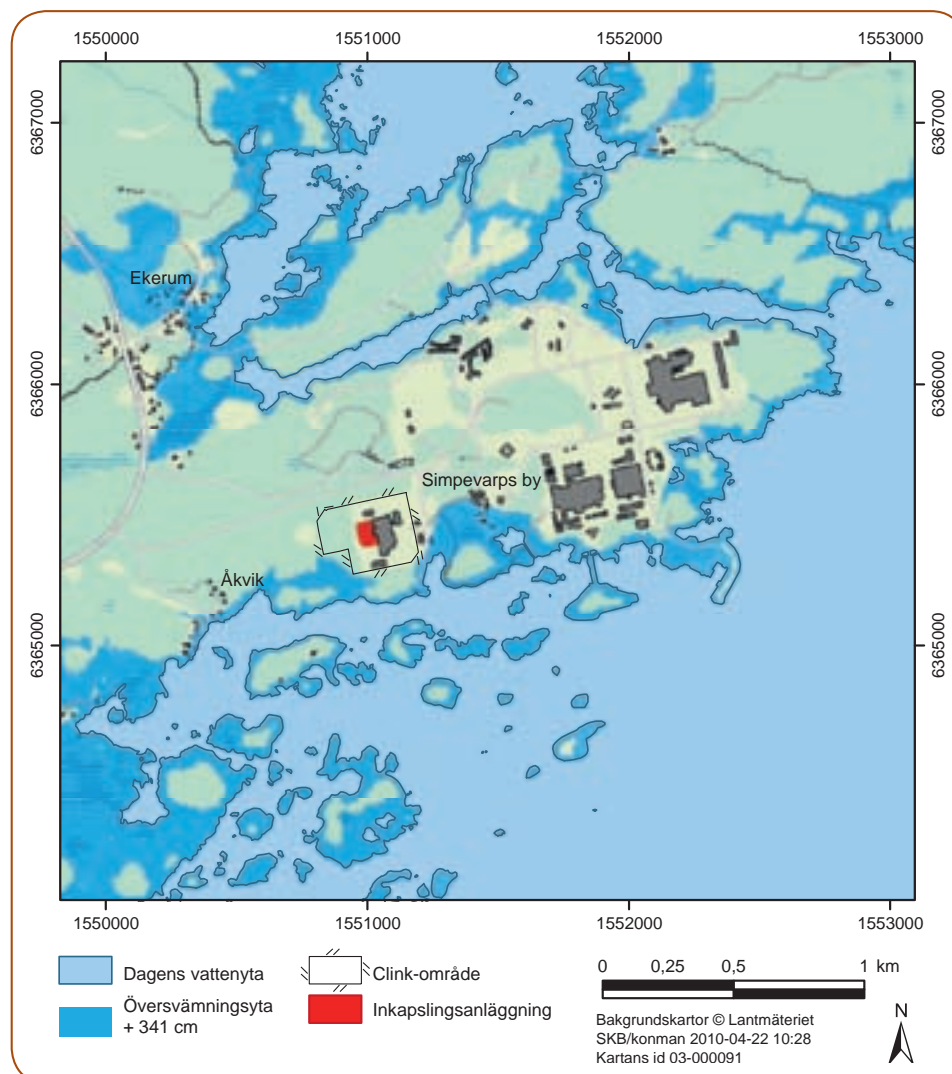 1550000 1551000 1552000 1553000
6367000 6367000
Ekerum
6366000 6366000
Simpevarps by
Åkvik
6365000 6365000
1550000 1551000 1552000 1553000
Dagens vattenyta
Översvämningsyta
+ 341 cm
Clink-område
Inkapslingsanläggning
0 0,25 0,5 1 km
Bakgrundskartor © Lantmäteriet
SKB/konman 2010-04-22 10:28
Kartans id 03-000091
N